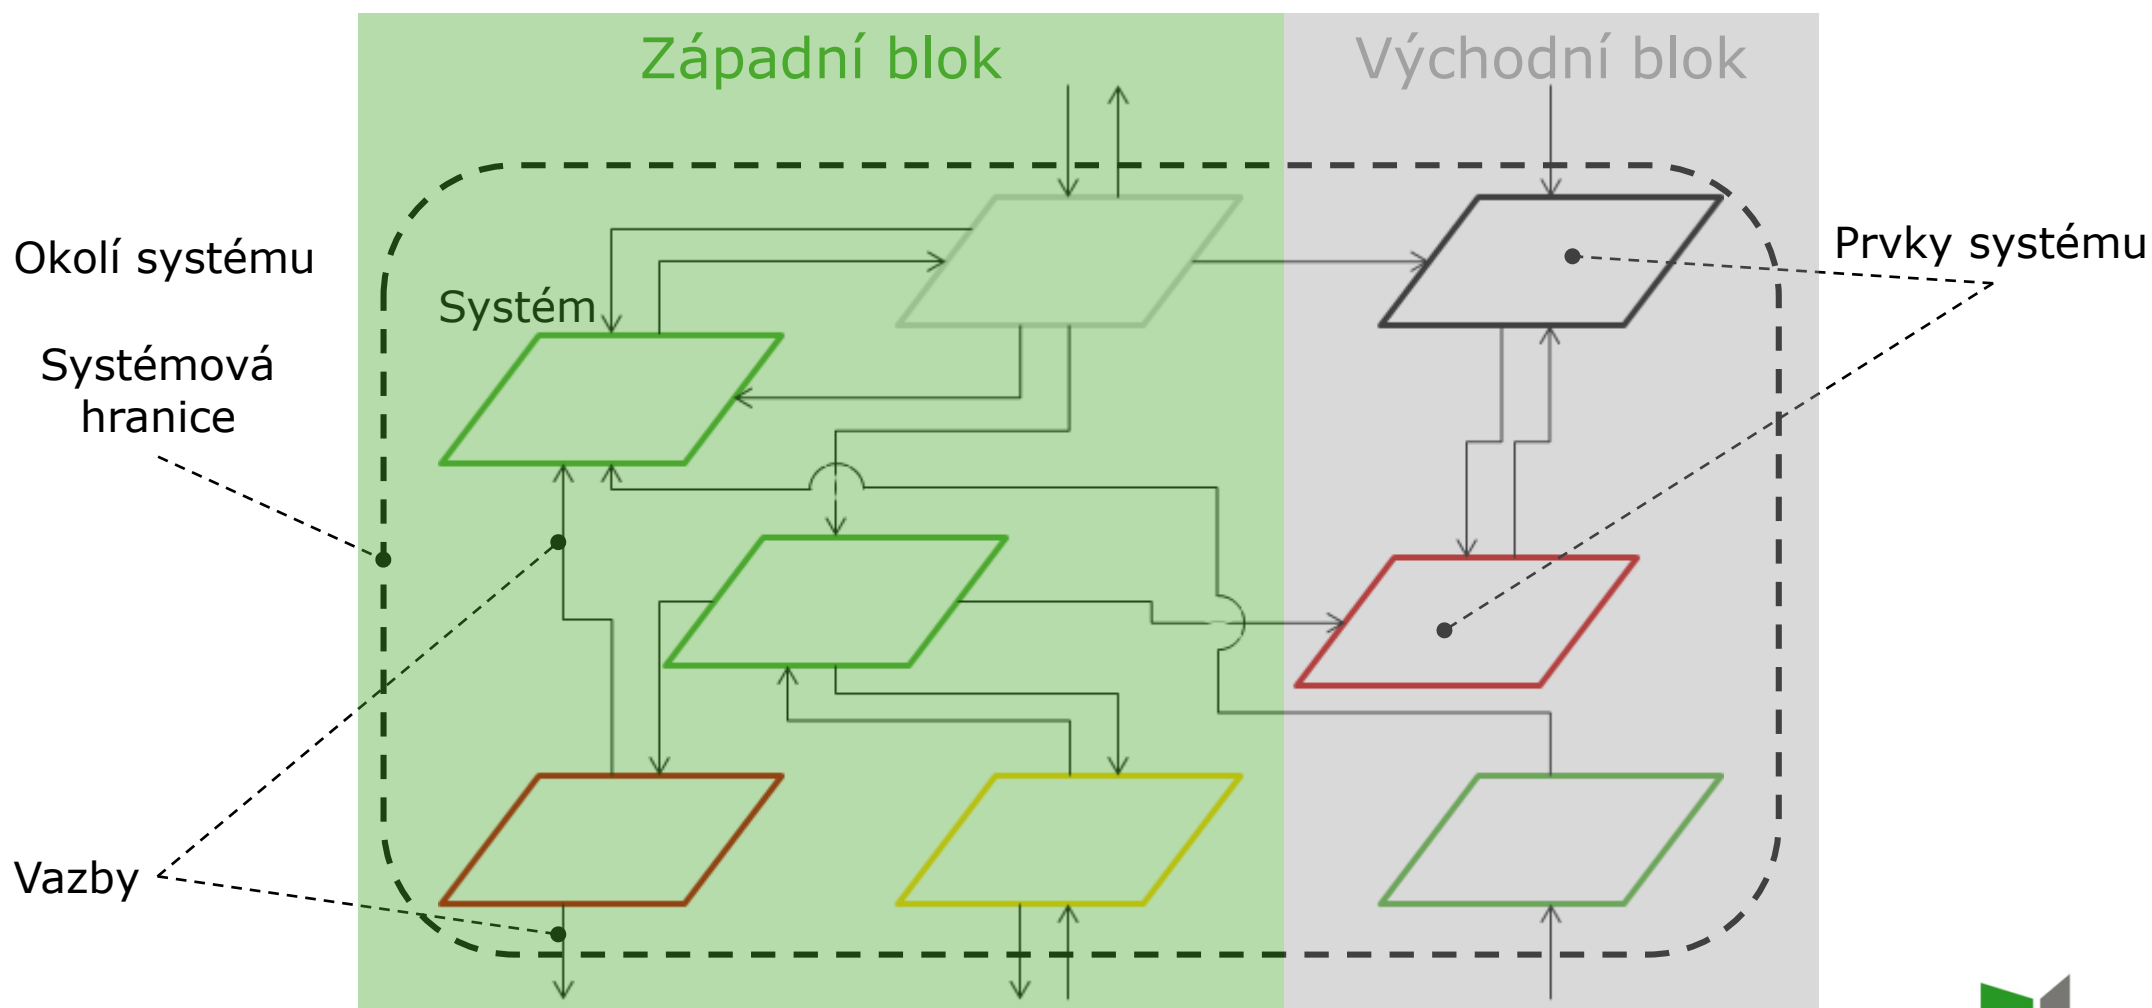 Západní blok
Východní blok
Okolí systému
Prvky systému
Systém
Systémová
hranice
Vazby